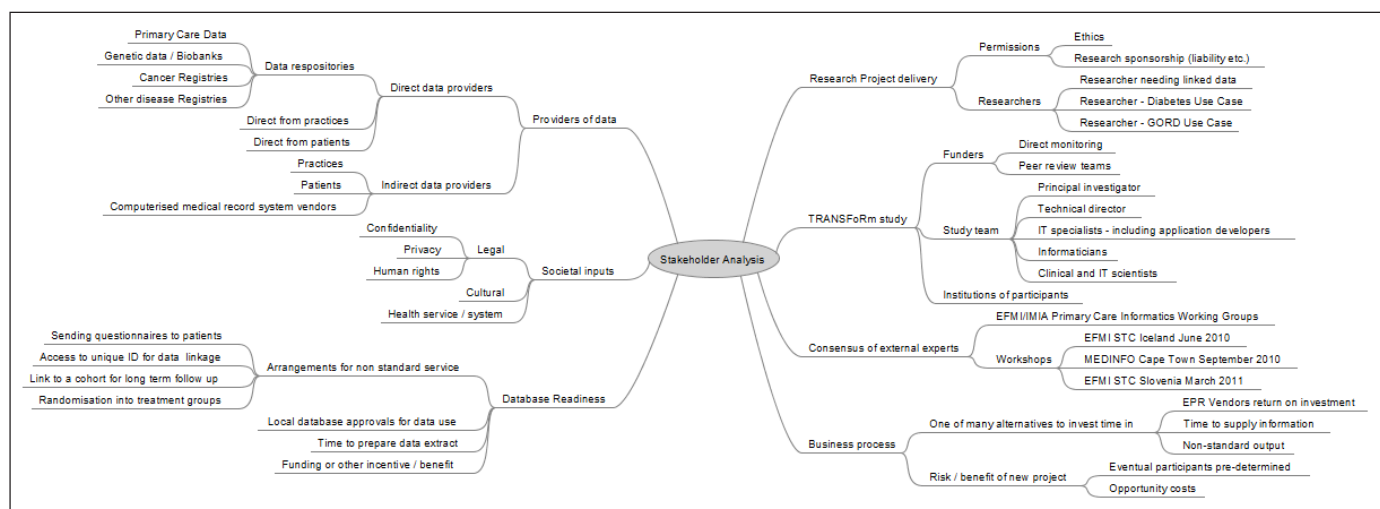 Stakeholder Analysis
Providers of data
Direct data providers
Data respositories
Primary Care Data
Genetic data / Biobanks
Cancer Registries
Other disease Registries
Direct from practices
Direct from patients
Indirect data providers
Practices
Patients
Computerised medical record system vendors
Societal inputs
Legal
Confidentiality
Privacy
Human rights
Cultural
Health service / system
Database Readiness
Arrangements for non standard service
Sending questionnaires to patients
Access to unique ID for data linkage
Link to a cohort for long term follow up
Randomisation into treatment groups
Local database approvals for data use
Time to prepare data extract
Funding or other incentive / benefit
Research Project delivery
Permissions
Ethics
Research sponsorship (liability etc.)
Researchers
Researcher needing linked data
Researcher - Diabetes Use Case
Researcher - GORD Use Case
TRANSFoRm study
Funders
Direct monitoring
Peer review teams
Study team
Principal investigator
Technical director
IT specialists - including application developers
Informaticians
Clinical and IT scientists
Institutions of participants
Consensus of external experts
EFMI/IMIA Primary Care Informatics Working Groups
Workshops
EFMI STC Iceland June 2010
MEDINFO Cape Town September 2010
EFMI STC Slovenia March 2011
Business process
One of many alternatives to invest time in
EPR Vendors return on investment
Time to supply information
Non-standard output
Risk / benefit of new project
Eventual participants pre-determined
Opportunity costs